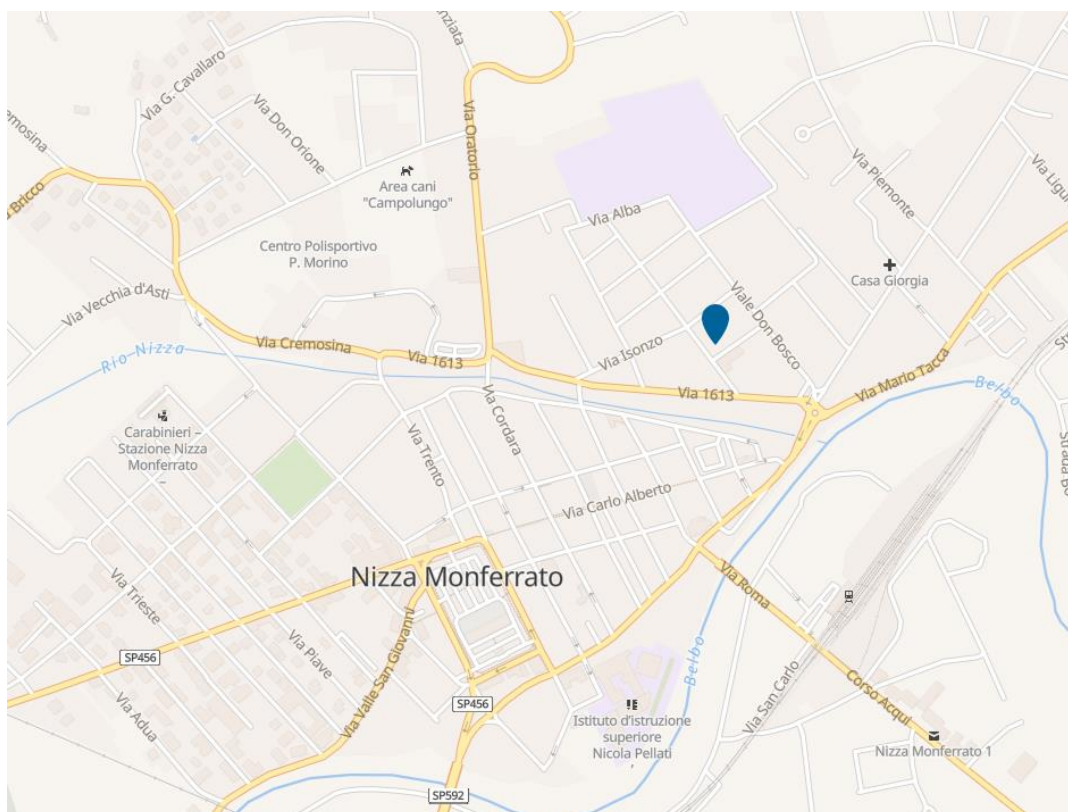 nziata
Via G. Cavallaro
Via Don Orione
Via Oratorio
remosina
Bricco
Area cani
"Campolungo"
Centro Polisportivo
P. Morino
Via Alba
Via Piemonte
Via Ligu
Casa Giorgia
Viale Don Bosco
Via Vecchia d'Asti
Rio Nizza
Via Cremosina
Via 1613
Via Isonzo
Via 1613
Via Mario Tacca
Belbo
Carabinieri –
Stazione Nizza
Monferrato
–
Via Trento
Via Cordara
Via Carlo Alberto
Strada Bo
Nizza Monferrato
Via Roma
Via Trieste
Via Piave
Via Valle San Giovanni
SP456
Via Adua
SP456
Belbo
Via San Carlo
Corso Acqui
Istituto d'istruzione
superiore
Nicola Pellati
,
Nizza Monferrato 1
SP592